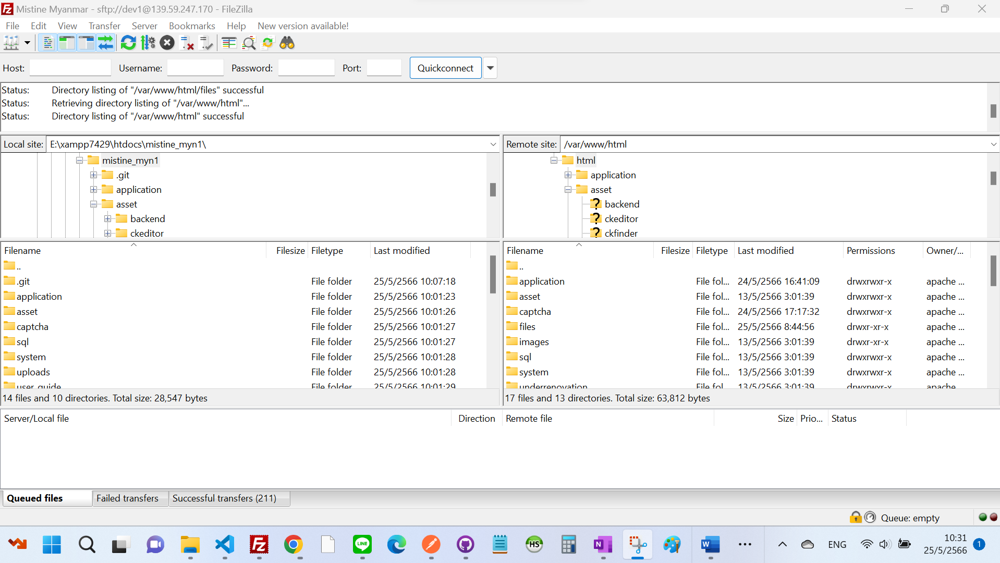 Mistine Myanmar - sftp://dev1@139.59.247.170 - FileZilla
File Edit View Transfer Server Bookmarks Help New version available!
Host: Username: Password: Port: Quickconnect
Status: Directory listing of "/var/www/html/files" successful
Status: Retrieving directory listing of "/var/www/html"...
Status: Directory listing of "/var/www/html" successful
Local site: E:\xampp7429\htdocs\mistine_myn1\
mistine_myn1
.git
application
asset
backend
ckeditor
Remote site: /var/www/html
html
application
asset
? backend
? ckeditor
? ckfinder
Filename Filesize Filetype Last modified
..
.git File folder 25/5/2566 10:07:18
application File folder 25/5/2566 10:01:23
asset File folder 25/5/2566 10:01:26
captcha File folder 25/5/2566 10:01:27
sql File folder 25/5/2566 10:01:27
system File folder 25/5/2566 10:01:28
uploads File folder 25/5/2566 10:01:28
user_guide File folder 25/5/2566 10:01:29
14 files and 10 directories. Total size: 28,547 bytes
Filename Filesize Filetype Last modified Permissions Owner/...
..
application File fol... 24/5/2566 16:41:09 drwxrwxr-x apache ...
asset File fol... 13/5/2566 3:01:39 drwxrwxr-x apache ...
captcha File fol... 24/5/2566 17:17:32 drwxrwxr-x apache ...
files File fol... 25/5/2566 8:44:56 drwxr-xr-x apache ...
images File fol... 13/5/2566 3:01:39 drwxr-xr-x apache ...
sql File fol... 13/5/2566 3:01:39 drwxrwxr-x apache ...
system File fol... 13/5/2566 3:01:39 drwxrwxr-x apache ...
underrenovation File fol... 13/5/2566 3:01:39 drwxrwxr-x apache ...
17 files and 13 directories. Total size: 63,812 bytes
Server/Local file Direction Remote file Size Prio... Status
Queued files Failed transfers Successful transfers (211)
Queue: empty
LINE
HS
N
W
ENG
10:31
25/5/2566
1